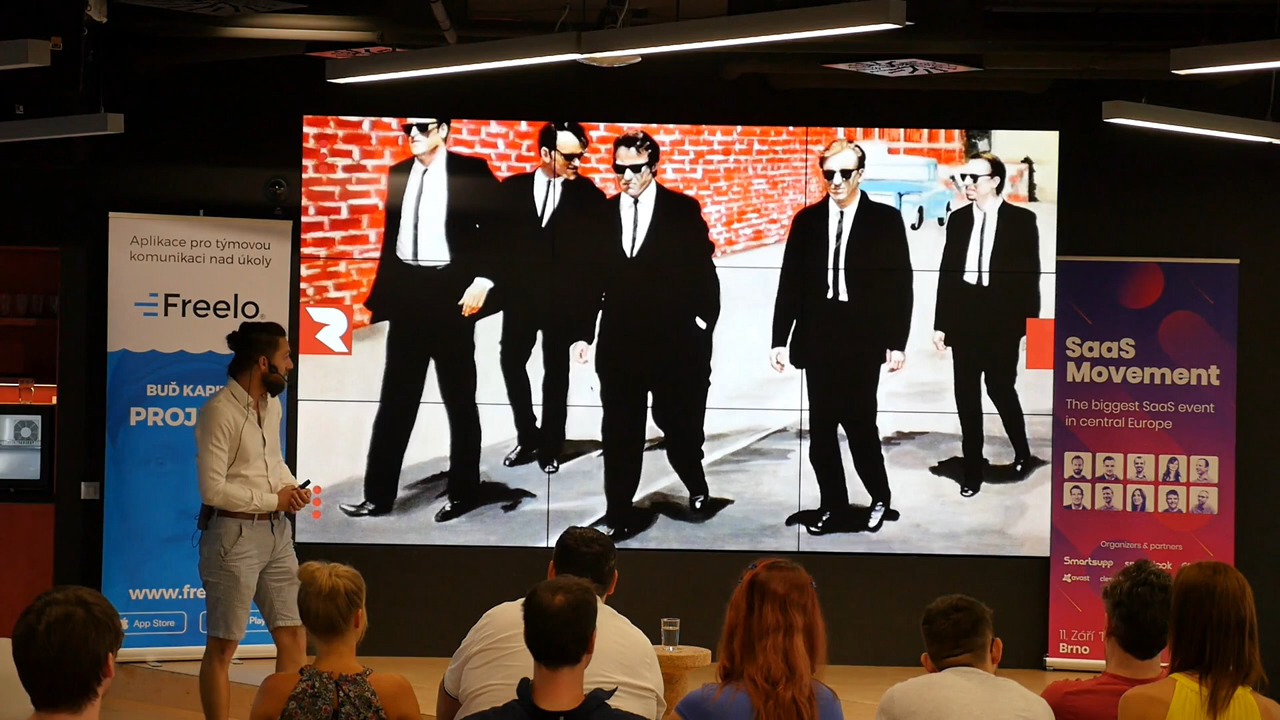 Aplikace pro týmovou
komunikaci nad úkoly
Freelo
BUĎ
PROJ
www.fre
App Store
SaaS
Movement
The biggest SaaS event
in central Europe
Organizers & partners
Smartsupp
avast
11. Září
Brno